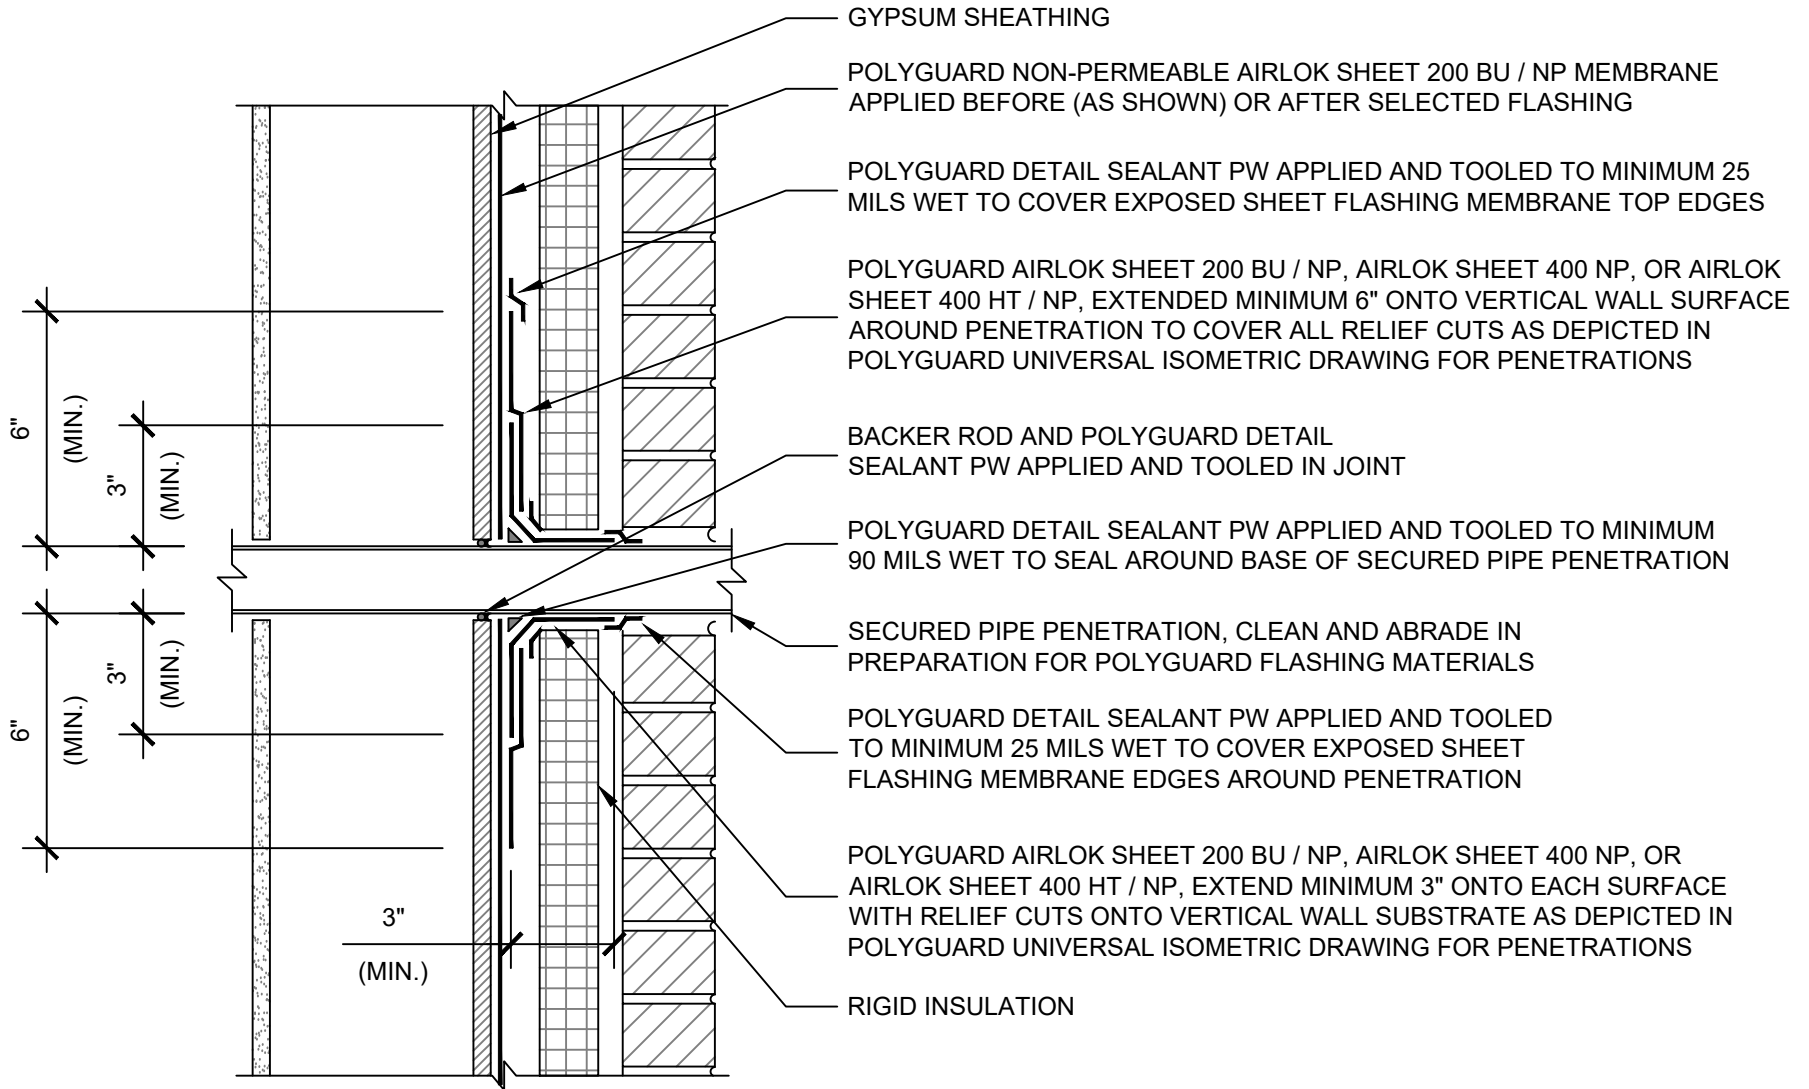 GYPSUM SHEATHING
POLYGUARD NON-PERMEABLE AIRLOK SHEET 200 BU / NP MEMBRANE
APPLIED BEFORE (AS SHOWN) OR AFTER SELECTED FLASHING
POLYGUARD DETAIL SEALANT PW APPLIED AND TOOLED TO MINIMUM 25
MILS WET TO COVER EXPOSED SHEET FLASHING MEMBRANE TOP EDGES
POLYGUARD AIRLOK SHEET 200 BU / NP, AIRLOK SHEET 400 NP, OR AIRLOK
SHEET 400 HT / NP, EXTENDED MINIMUM 6" ONTO VERTICAL WALL SURFACE
AROUND PENETRATION TO COVER ALL RELIEF CUTS AS DEPICTED IN
POLYGUARD UNIVERSAL ISOMETRIC DRAWING FOR PENETRATIONS
BACKER ROD AND POLYGUARD DETAIL
SEALANT PW APPLIED AND TOOLED IN JOINT
POLYGUARD DETAIL SEALANT PW APPLIED AND TOOLED TO MINIMUM
90 MILS WET TO SEAL AROUND BASE OF SECURED PIPE PENETRATION
SECURED PIPE PENETRATION, CLEAN AND ABRADE IN
PREPARATION FOR POLYGUARD FLASHING MATERIALS
POLYGUARD DETAIL SEALANT PW APPLIED AND TOOLED
TO MINIMUM 25 MILS WET TO COVER EXPOSED SHEET
FLASHING MEMBRANE EDGES AROUND PENETRATION
POLYGUARD AIRLOK SHEET 200 BU / NP, AIRLOK SHEET 400 NP, OR
AIRLOK SHEET 400 HT / NP, EXTEND MINIMUM 3" ONTO EACH SURFACE
WITH RELIEF CUTS ONTO VERTICAL WALL SUBSTRATE AS DEPICTED IN
POLYGUARD UNIVERSAL ISOMETRIC DRAWING FOR PENETRATIONS
RIGID INSULATION
6"
(MIN.)
3"
(MIN.)
6"
(MIN.)
3"
(MIN.)
3"
(MIN.)